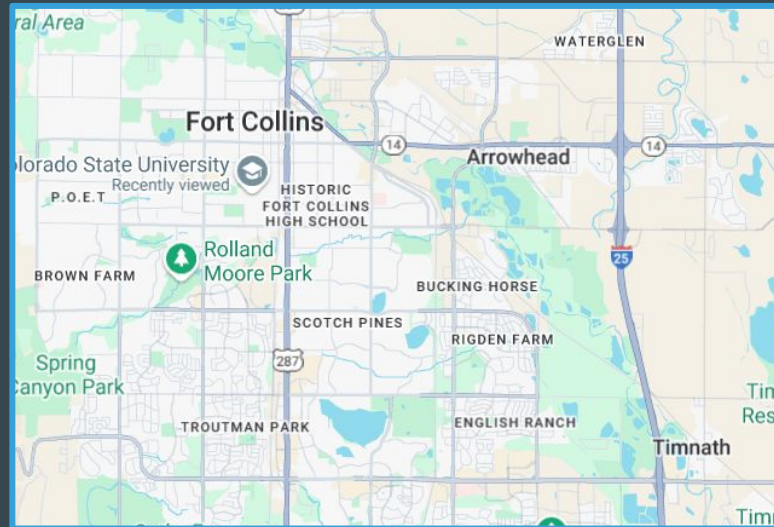 ral Area
WATERGLEN
Fort Collins
14
14
Arrowhead
olorado State University
Recently viewed
P.O.E.T
HISTORIC
FORT COLLINS
HIGH SCHOOL
Rolland
Moore Park
25
BROWN FARM
BUCKING HORSE
SCOTCH PINES
RIGDEN FARM
Spring
Canyon Park
287
Tim
Res
TROUTMAN PARK
ENGLISH RANCH
Timnath